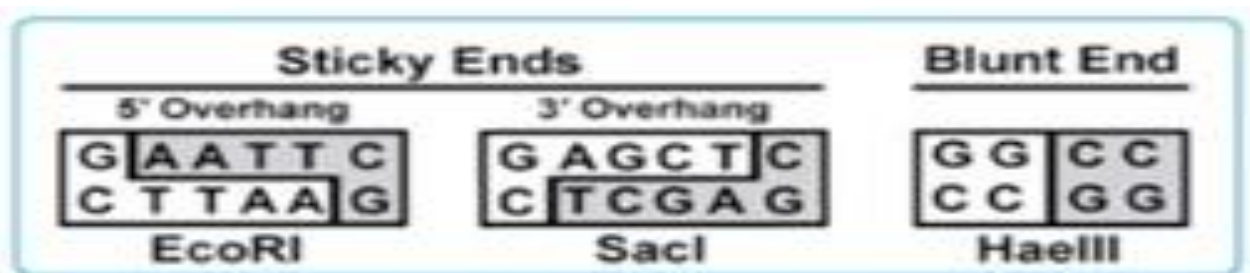 Sticky Ends
Blunt End
5' Overhang
3' Overhang
G A A T T C
C T T A A G
EcoRI
G A G C T C
C T C G A G
SacI
G G C C
C C G G
HaeIII